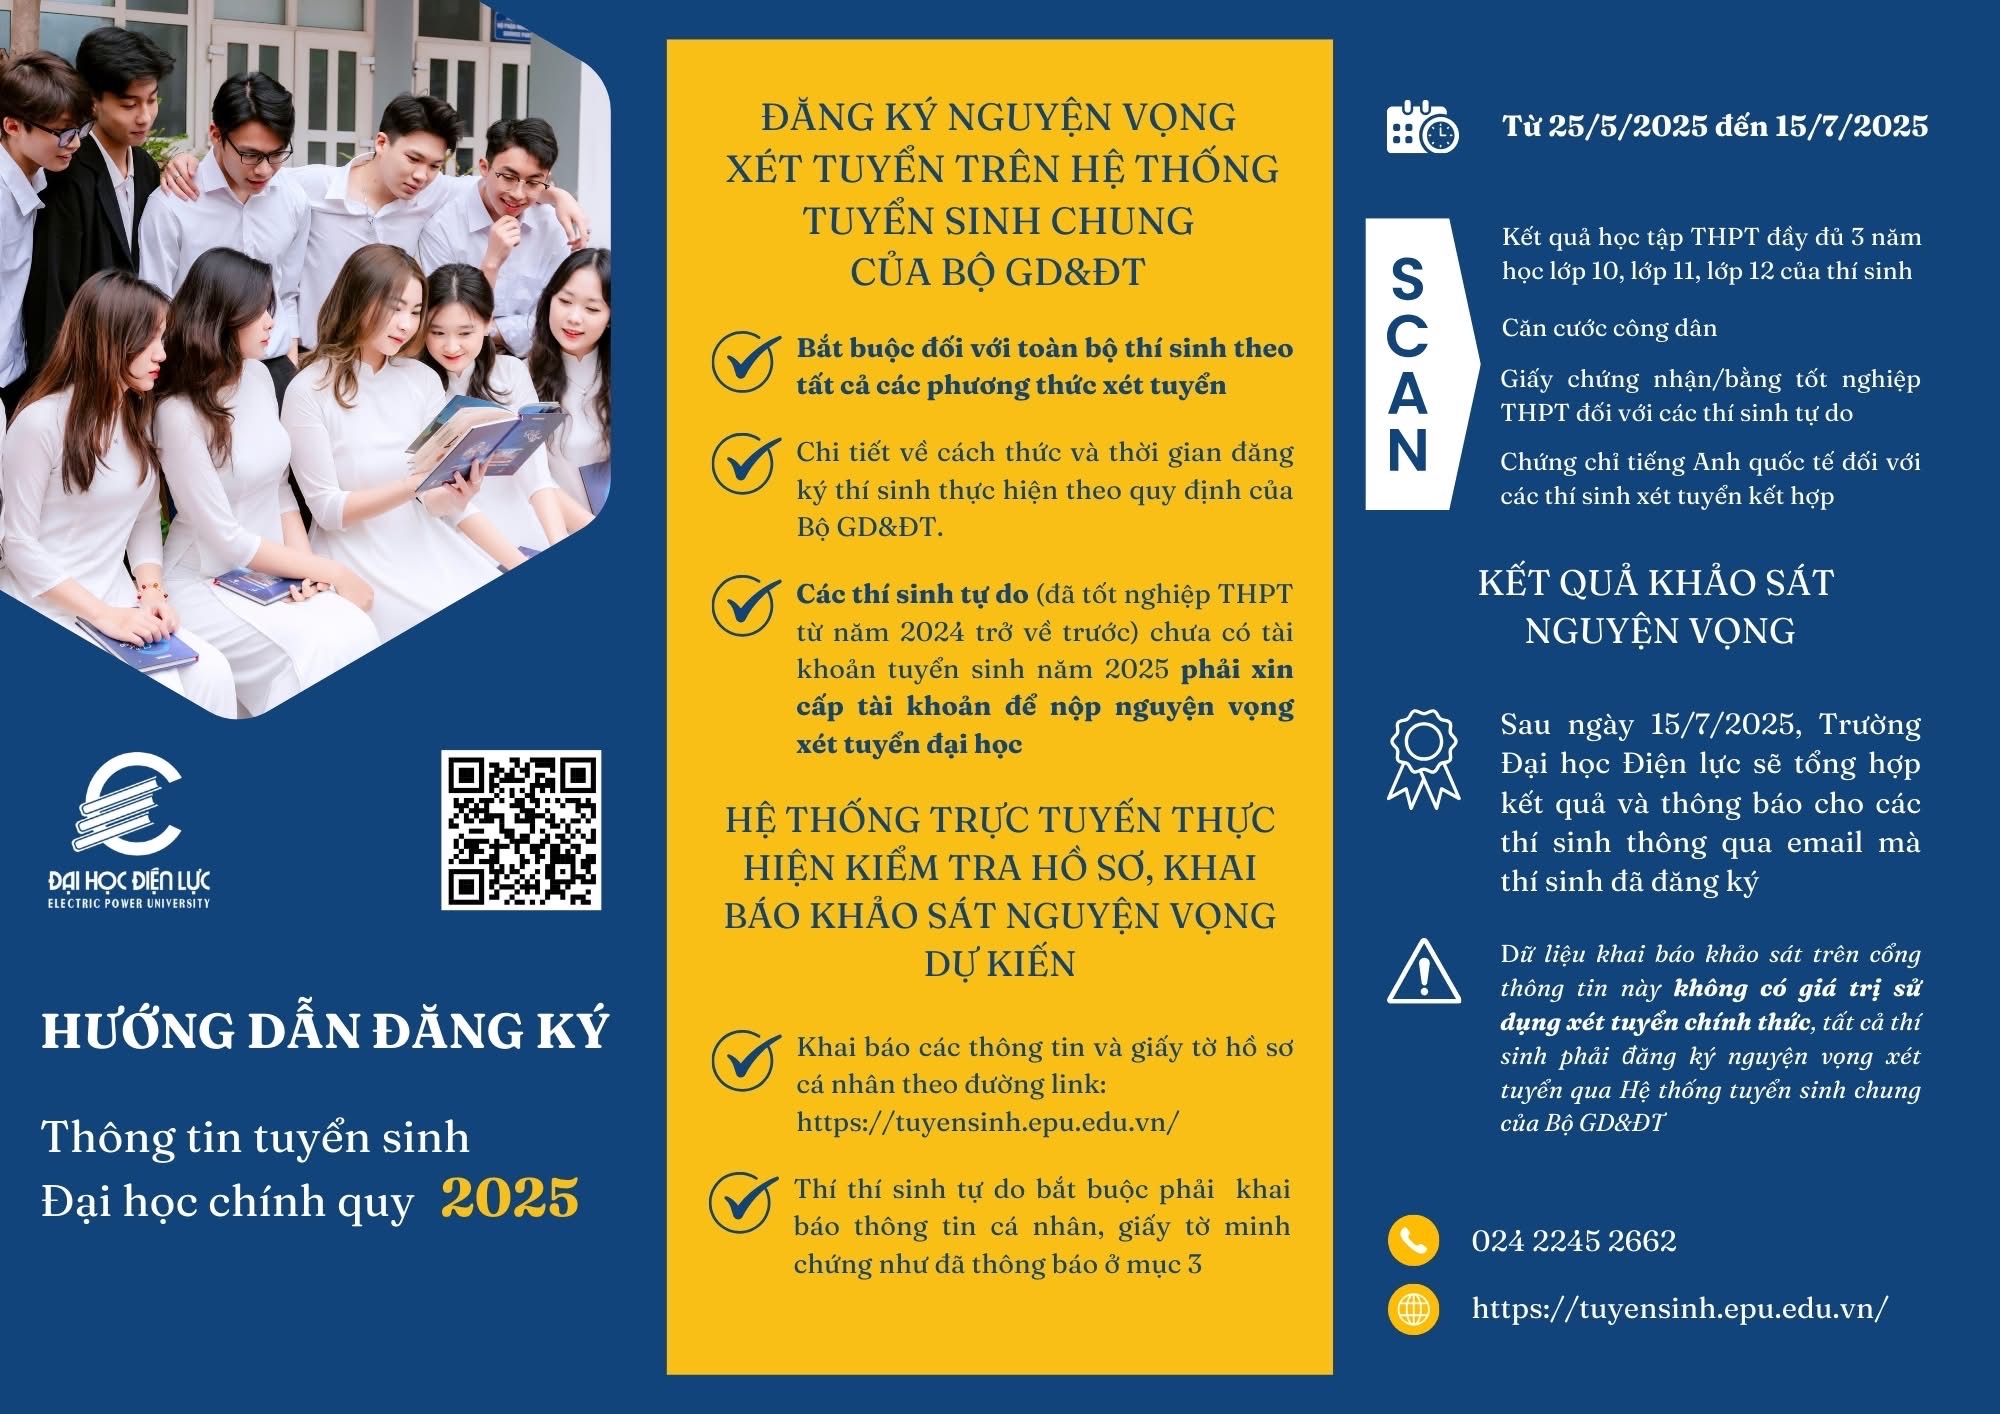 ĐẠI HỌC ĐIỆN LỰC
ELECTRIC POWER UNIVERSITY
HƯỚNG DẪN ĐĂNG KÝ
Thông tin tuyển sinh
Đại học chính quy 2025
ĐĂNG KÝ NGUYỆN VỌNG
XÉT TUYỂN TRÊN HỆ THỐNG
TUYỂN SINH CHUNG
CỦA BỘ GD&ĐT
Bắt buộc đối với toàn bộ thí sinh theo
tất cả các phương thức xét tuyển
Chi tiết về cách thức và thời gian đăng
ký thí sinh thực hiện theo quy định của
Bộ GD&ĐT.
Các thí sinh tự do (đã tốt nghiệp THPT
từ năm 2024 trở về trước) chưa có tài
khoản tuyển sinh năm 2025 phải xin
cấp tài khoản để nộp nguyện vọng
xét tuyển đại học
HỆ THỐNG TRỰC TUYẾN THỰC
HIỆN KIỂM TRA HỒ SƠ, KHAI
BÁO KHẢO SÁT NGUYỆN VỌNG
DỰ KIẾN
Khai báo các thông tin và giấy tờ hồ sơ
cá nhân theo đường link:
https://tuyensinh.epu.edu.vn/
Thí thí sinh tự do bắt buộc phải khai
báo thông tin cá nhân, giấy tờ minh
chứng như đã thông báo ở mục 3
Từ 25/5/2025 đến 15/7/2025
SCAN
Kết quả học tập THPT đầy đủ 3 năm
học lớp 10, lớp 11, lớp 12 của thí sinh
Căn cước công dân
Giấy chứng nhận/bằng tốt nghiệp
THPT đối với các thí sinh tự do
Chứng chỉ tiếng Anh quốc tế đối với
các thí sinh xét tuyển kết hợp
KẾT QUẢ KHẢO SÁT
NGUYỆN VỌNG
Sau ngày 15/7/2025, Trường
Đại học Điện lực sẽ tổng hợp
kết quả và thông báo cho các
thí sinh thông qua email mà
thí sinh đã đăng ký
Dữ liệu khai báo khảo sát trên cổng
thông tin này không có giá trị sử
dụng xét tuyển chính thức, tất cả thí
sinh phải đăng ký nguyện vọng xét
tuyển qua Hệ thống tuyển sinh chung
của Bộ GD&ĐT
024 2245 2662
https://tuyensinh.epu.edu.vn/